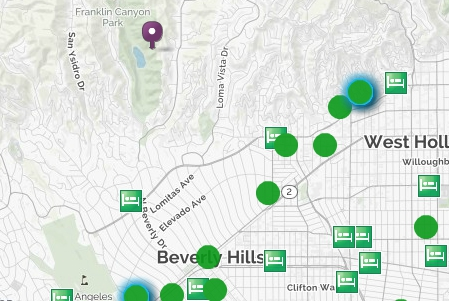 Franklin Canyon
Park
San Ysidro Dr
Loma Vista Dr
West Holl
Willoughb
Lomitas Ave
2
Elevado Ave
N Beverly Dr
Beverly Hills
Clifton Wa
Angeles